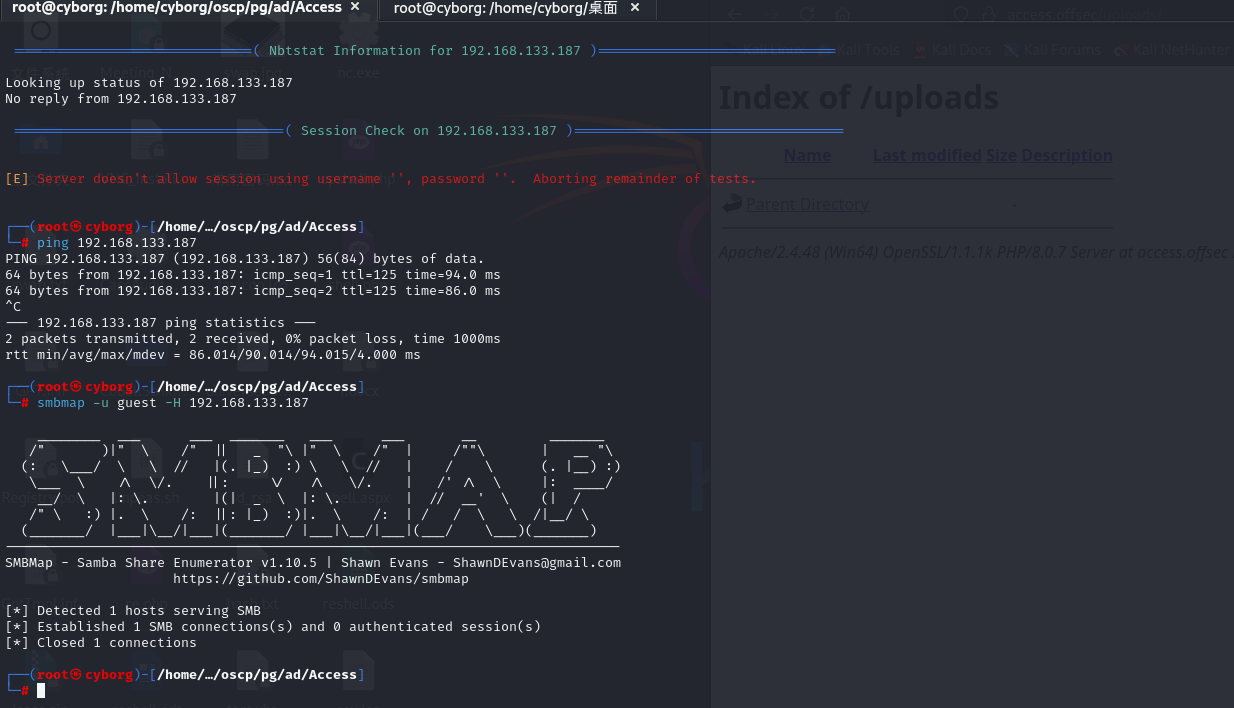 root@cyborg: /home/cyborg/oscp/pg/ad/Access ×
root@cyborg: /home/cyborg/桌面 ×
access.offsec/uploads/
Kali Linux Kali Tools Kali Docs Kali Forums Kali NetHunter
( Nbtstat Information for 192.168.133.187 )
nc.exe
Looking up status of 192.168.133.187
No reply from 192.168.133.187
( Session Check on 192.168.133.187 )
[E] Server doesn't allow session using username '', password ''.  Aborting remainder of tests.
┌──(root㉿cyborg)-[/home/…/oscp/pg/ad/Access]
└─# ping 192.168.133.187
PING 192.168.133.187 (192.168.133.187) 56(84) bytes of data.
64 bytes from 192.168.133.187: icmp_seq=1 ttl=125 time=94.0 ms
64 bytes from 192.168.133.187: icmp_seq=2 ttl=125 time=86.0 ms
^C
--- 192.168.133.187 ping statistics ---
2 packets transmitted, 2 received, 0% packet loss, time 1000ms
rtt min/avg/max/mdev = 86.014/90.014/94.015/4.000 ms
┌──(root㉿cyborg)-[/home/…/oscp/pg/ad/Access]
└─# smbmap -u guest -H 192.168.133.187
SMBMAP
SMBMap - Samba Share Enumerator v1.10.5 | Shawn Evans - ShawnDEvans@gmail.com
https://github.com/ShawnDEvans/smbmap
[*] Detected 1 hosts serving SMB
reshell.ods
[*] Established 1 SMB connections(s) and 0 authenticated session(s)
[*] Closed 1 connections
┌──(root㉿cyborg)-[/home/…/oscp/pg/ad/Access]
└─#
Index of /uploads
Name Last modified Size Description
Parent Directory -
Apache/2.4.48 (Win64) OpenSSL/1.1.1k PHP/8.0.7 Server at access.offsec